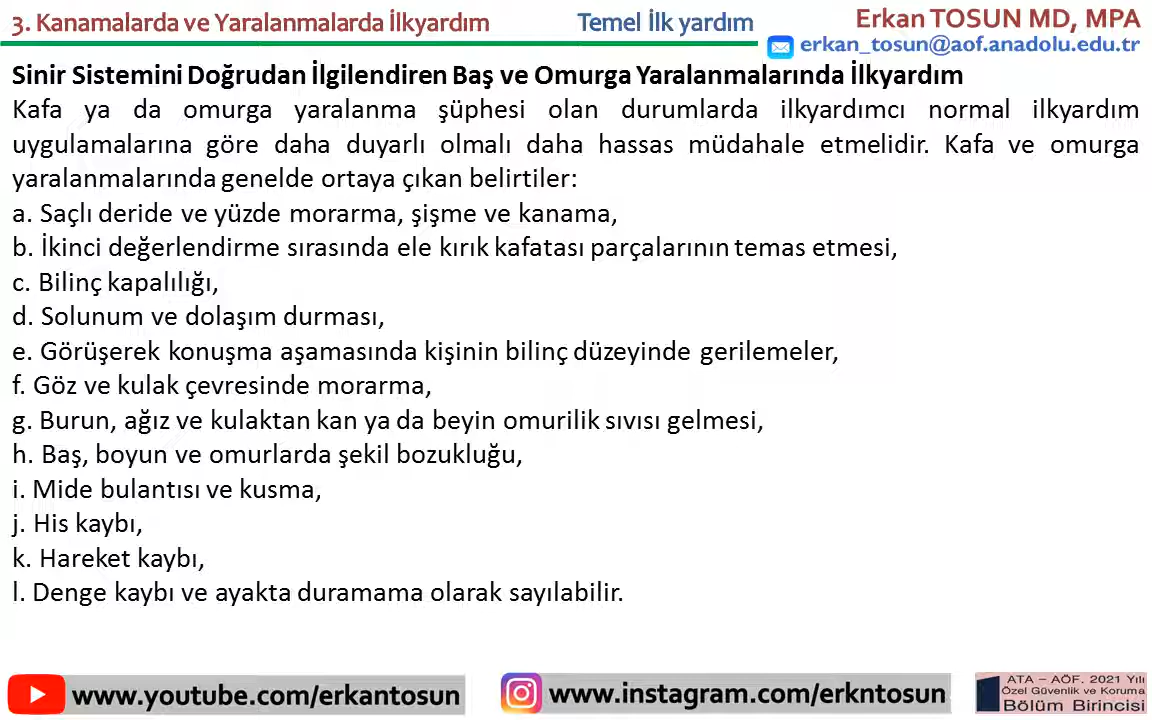 3. Kanamalarda ve Yaralanmalarda İlkyardım
Temel İlk yardım
Erkan TOSUN MD, MPA
erkan_tosun@aof.anadolu.edu.tr
Sinir Sistemini Doğrudan İlgilendiren Baş ve Omurga Yaralanmalarında İlkyardım
Kafa ya da omurga yaralanma şüphesi olan durumlarda ilkyardımcı normal ilkyardım
uygulamalarına göre daha duyarlı olmalı daha hassas müdahale etmelidir. Kafa ve omurga
yaralanmalarında genelde ortaya çıkan belirtiler:
a. Saçlı deride ve yüzde morarma, şişme ve kanama,
b. İkinci değerlendirme sırasında ele kırık kafatası parçalarının temas etmesi,
c. Bilinç kapalılığı,
d. Solunum ve dolaşım durması,
e. Görüşerek konuşma aşamasında kişinin bilinç düzeyinde gerilemeler,
f. Göz ve kulak çevresinde morarma,
g. Burun, ağız ve kulaktan kan ya da beyin omurilik sıvısı gelmesi,
h. Baş, boyun ve omurlarda şekil bozukluğu,
i. Mide bulantısı ve kusma,
j. His kaybı,
k. Hareket kaybı,
l. Denge kaybı ve ayakta duramama olarak sayılabilir.
www.youtube.com/erkantosun
www.instagram.com/erkntosun
ATA – AÖF. 2021 Yılı
Özel Güvenlik ve Koruma
Bölüm Birincisi